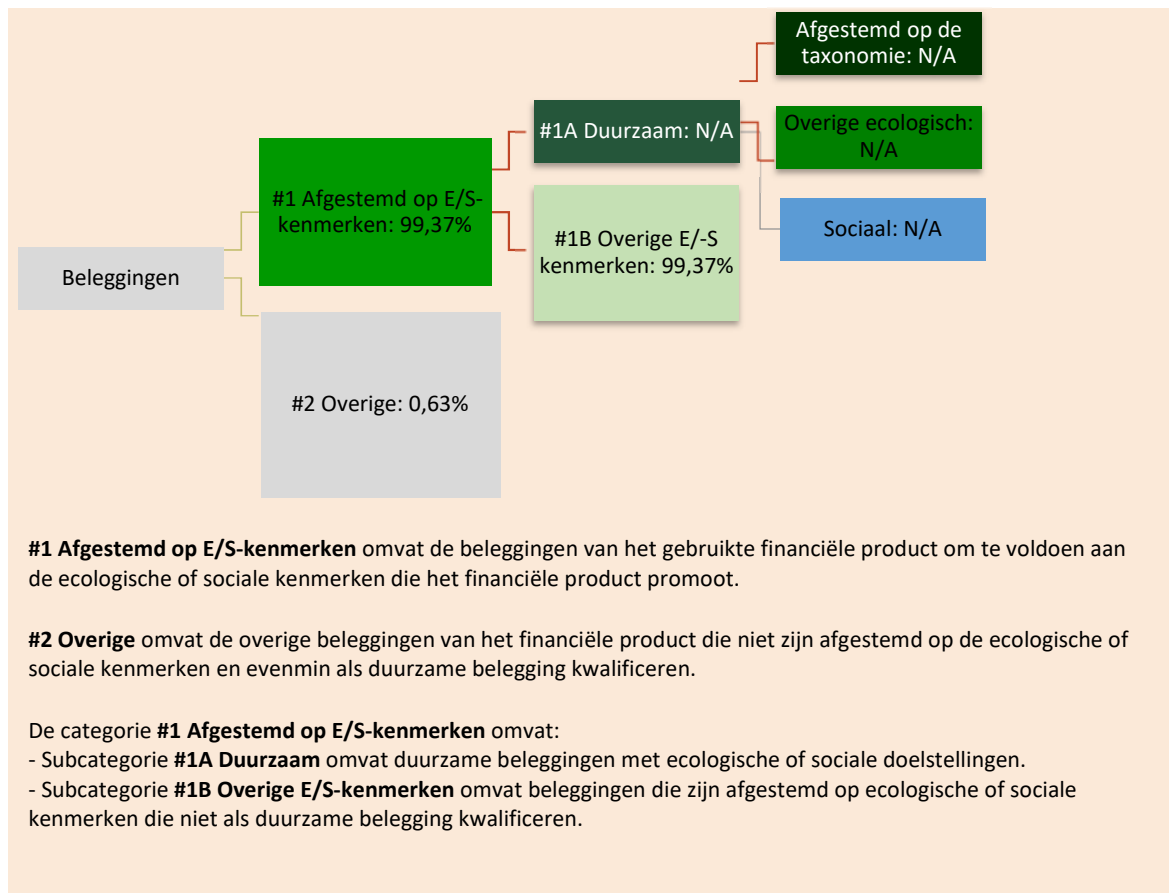 Afgestemd op de
taxonomie: N/A
#1A Duurzaam: N/A
Overige ecologisch:
N/A
#1 Afgestemd op E/S-
kenmerken: 99,37%
Sociaal: N/A
#1B Overige E/-S
kenmerken: 99,37%
Beleggingen
#2 Overige: 0,63%
#1 Afgestemd op E/S-kenmerken omvat de beleggingen van het gebruikte financiële product om te voldoen aan
de ecologische of sociale kenmerken die het financiële product promoot.
#2 Overige omvat de overige beleggingen van het financiële product die niet zijn afgestemd op de ecologische of
sociale kenmerken en evenmin als duurzame belegging kwalificeren.
De categorie #1 Afgestemd op E/S-kenmerken omvat:
- Subcategorie #1A Duurzaam omvat duurzame beleggingen met ecologische of sociale doelstellingen.
- Subcategorie #1B Overige E/S-kenmerken omvat beleggingen die zijn afgestemd op ecologische of sociale
kenmerken die niet als duurzame belegging kwalificeren.